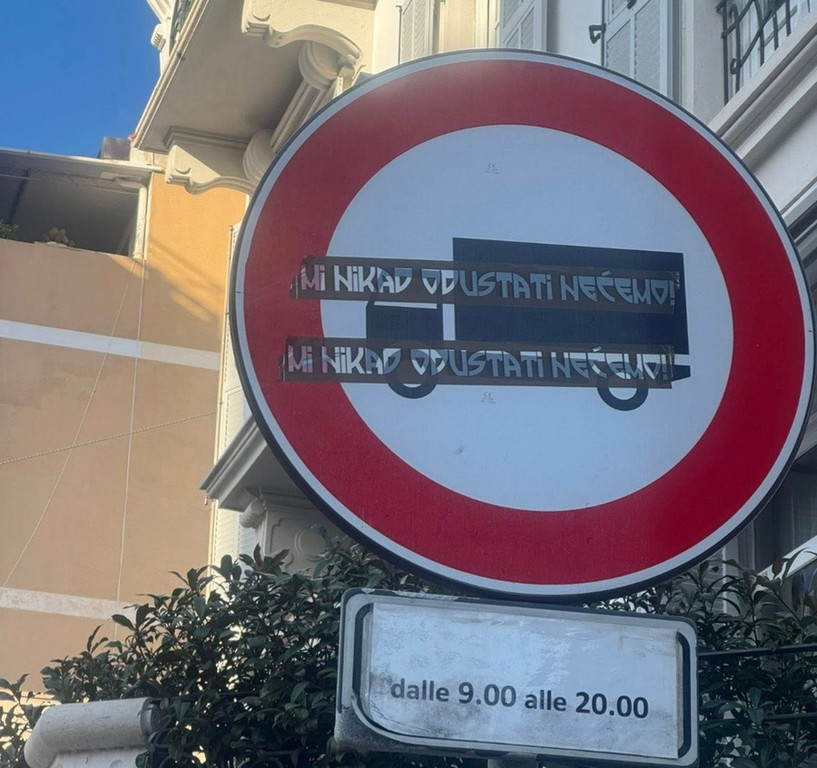 MI NIKAD ODUSTATI NEĆEMO!
MI NIKAD ODUSTATI NEĆEMO!
dalle 9.00 alle 20.00